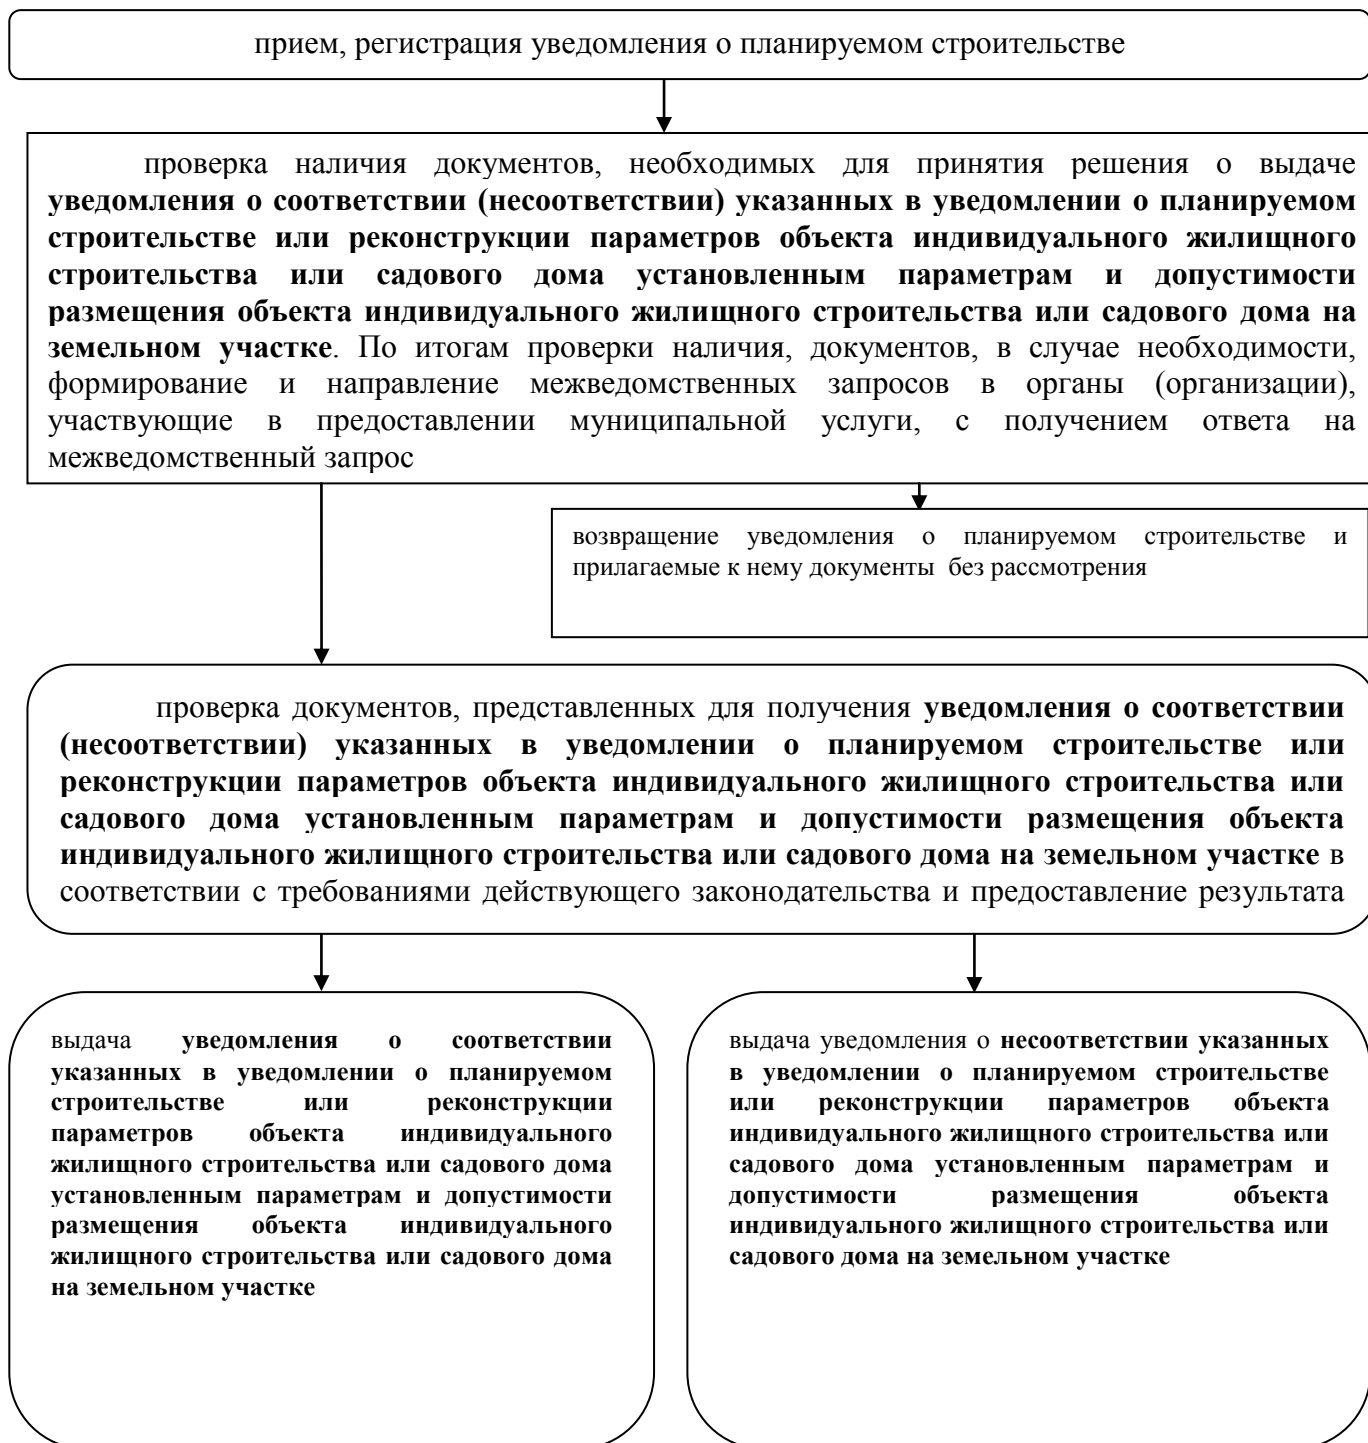 прием, регистрация уведомления о планируемом строительстве
проверка наличия документов, необходимых для принятия решения о выдаче
уведомления о соответствии (несоответствии) указанных в уведомлении о планируемом
строительстве или реконструкции параметров объекта индивидуального жилищного
строительства или садового дома установленным параметрам и допустимости
размещения объекта индивидуального жилищного строительства или садового дома на
земельном участке. По итогам проверки наличия, документов, в случае необходимости,
формирование и направление межведомственных запросов в органы (организации),
участвующие в предоставлении муниципальной услуги, с получением ответа на
межведомственный запрос
возвращение уведомления о планируемом строительстве и
прилагаемые к нему документы без рассмотрения
проверка документов, представленных для получения уведомления о соответствии
(несоответствии) указанных в уведомлении о планируемом строительстве или
реконструкции параметров объекта индивидуального жилищного строительства или
садового дома установленным параметрам и допустимости размещения объекта
индивидуального жилищного строительства или садового дома на земельном участке в
соответствии с требованиями действующего законодательства и предоставление результата
выдача уведомления о соответствии
указанных в уведомлении о планируемом
строительстве или реконструкции
параметров объекта индивидуального
жилищного строительства или садового дома
установленным параметрам и допустимости
размещения объекта индивидуального
жилищного строительства или садового дома
на земельном участке
выдача уведомления о несоответствии указанных
в уведомлении о планируемом строительстве
или реконструкции параметров объекта
индивидуального жилищного строительства или
садового дома установленным параметрам и
допустимости размещения объекта
индивидуального жилищного строительства или
садового дома на земельном участке